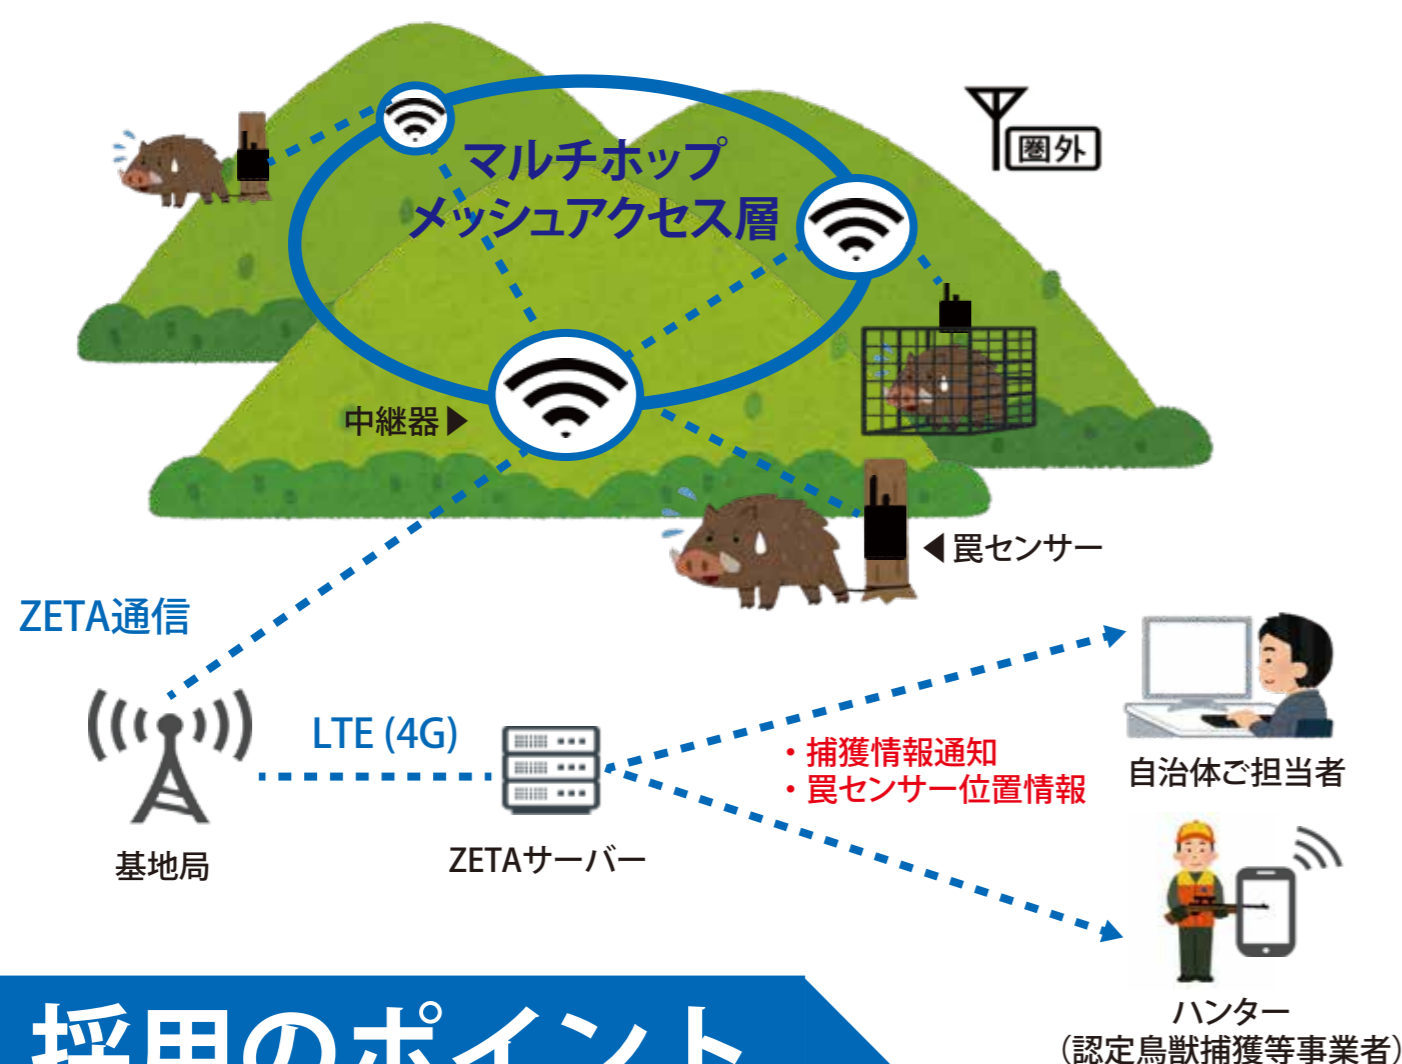 マルチホップ
メッシュアクセス層
圏外
中継器▶
◀罠センサー
ZETA通信
LTE (4G)
・捕獲情報通知
・罠センサー位置情報
自治体ご担当者
基地局
ZETAサーバー
ハンター
（認定鳥獣捕獲等事業者）
採用のポイント